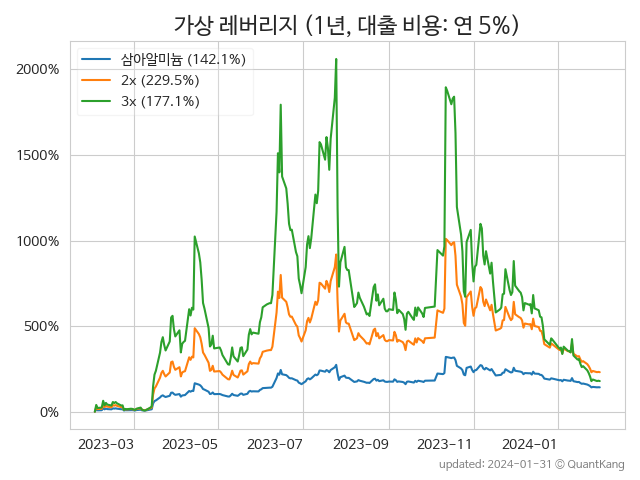 가상 레버리지 (1년, 대출 비용: 연 5%)
삼아알미늄 (142.1%)
2x (229.5%)
3x (177.1%)
2000%
1500%
1000%
500%
0%
2023-03 2023-05 2023-07 2023-09 2023-11 2024-01
updated: 2024-01-31 © QuantKang